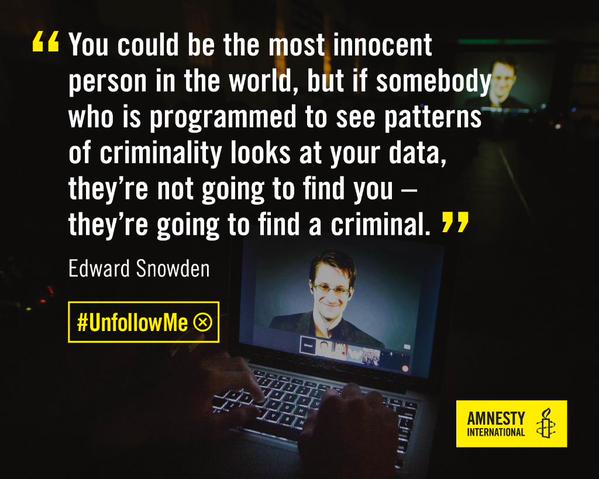 “ You could be the most innocent
person in the world, but if somebody
who is programmed to see patterns
of criminality looks at your data,
they’re not going to find you –
they’re going to find a criminal. ”
Edward Snowden
#UnfollowMe
AMNESTY
INTERNATIONAL